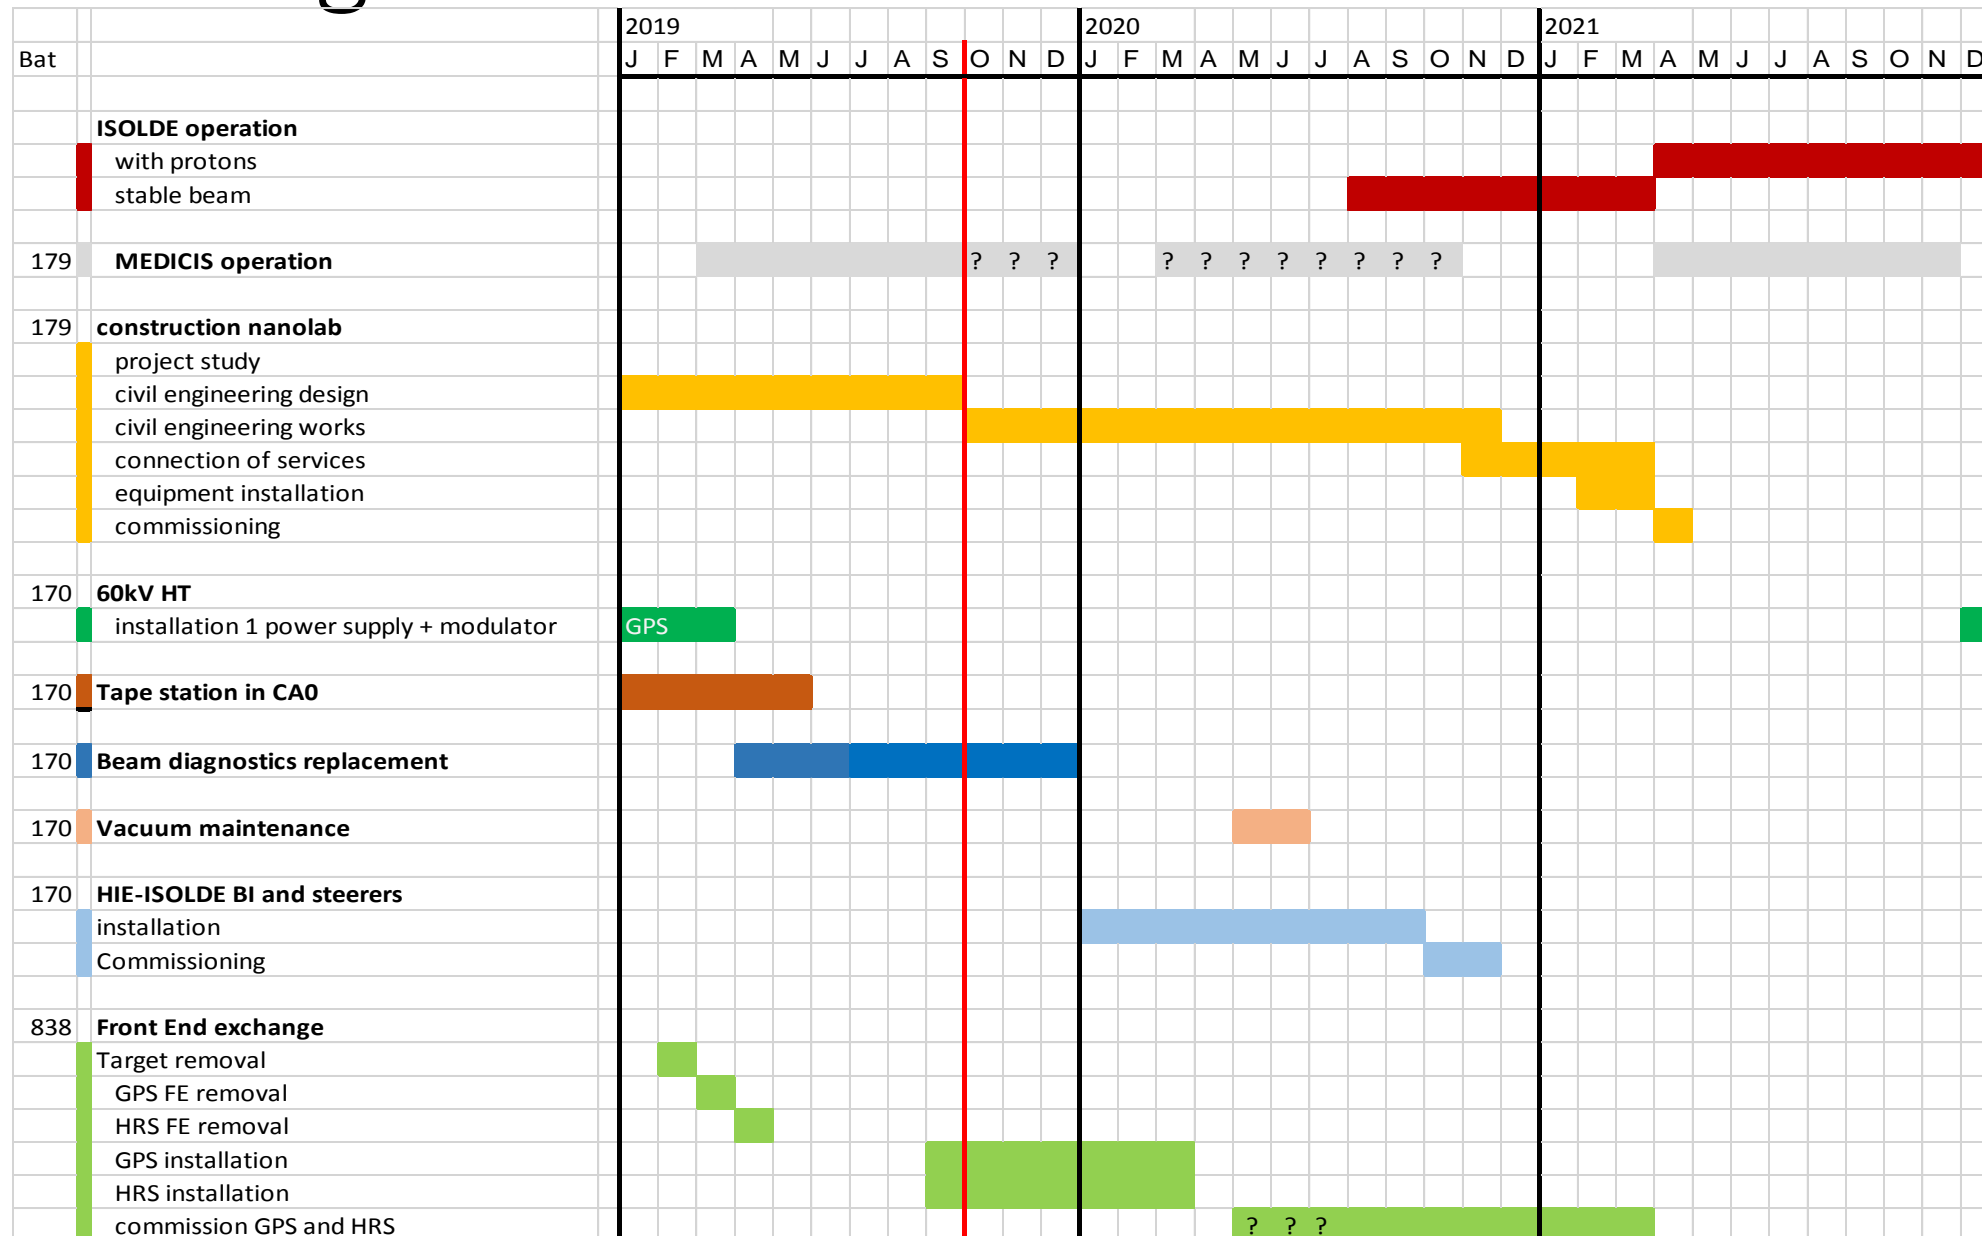 2019 2020 2021
Bat J F M A M J J A S O N D J F M A M J J A S O N D J F M A M J J A S O N D
ISOLDE operation
with protons
stable beam
179 MEDICIS operation ? ? ? ? ? ? ? ? ? ? ?
179 construction nanolab
project study
civil engineering design
civil engineering works
connection of services
equipment installation
commissioning
170 60kV HT
installation 1 power supply + modulator GPS
170 Tape station in CA0
170 Beam diagnostics replacement
170 Vacuum maintenance
170 HIE-ISOLDE BI and steerers
installation
Commissioning
838 Front End exchange
Target removal
GPS FE removal
HRS FE removal
GPS installation
HRS installation
commission GPS and HRS ? ? ?